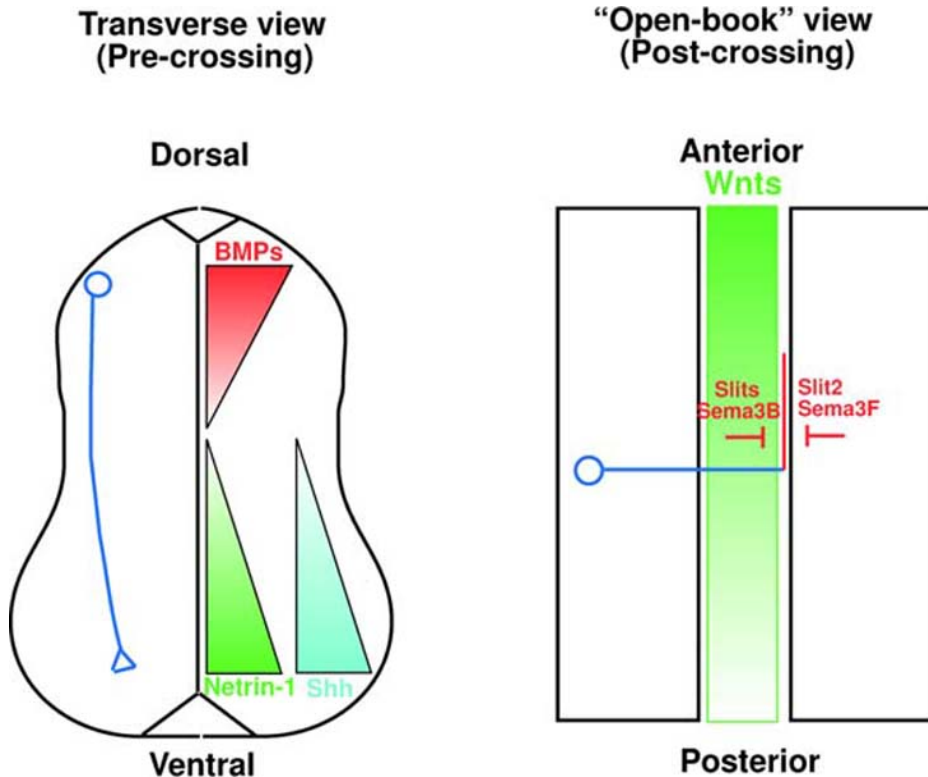 Transverse view
(Pre-crossing)
Dorsal
BMPs
Netrin-1 Shh
Ventral
“Open-book” view
(Post-crossing)
Anterior
Wnts
Slits
Sema3B
Slit2
Sema3F
Posterior